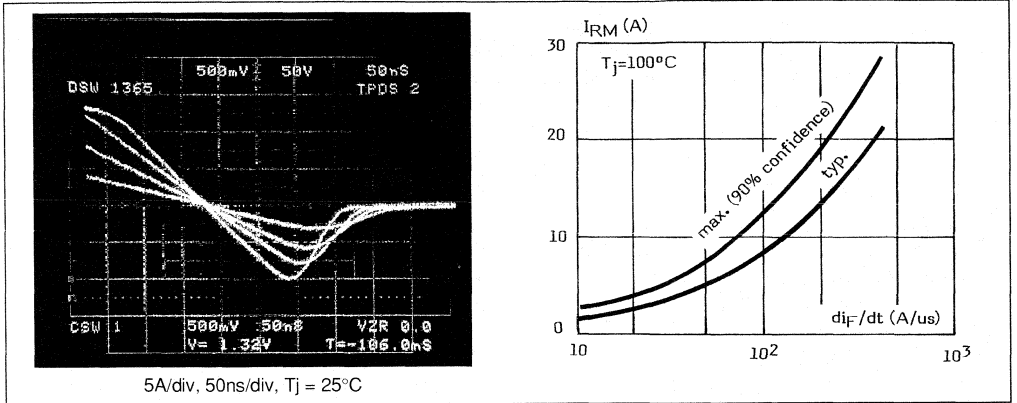 500mV 50V 50nS
DSW 1365 TPDS 2
CSW 1 500mV 50nS VZR 0.0
V= 1.32V T=-106.0mS
5A/div, 50ns/div, Tj = 25°C
IRM (A)
30
Tj=100°C
20
max. (90% confidence)
typ.
10
0
diF/dt (A/us)
10
10²
10³